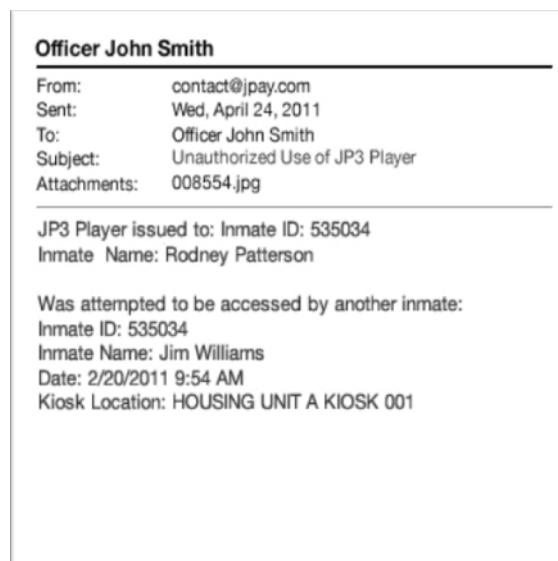 Officer John Smith
From: contact@jpay.com
Sent: Wed, April 24, 2011
To: Officer John Smith
Subject: Unauthorized Use of JP3 Player
Attachments: 008554.jpg
JP3 Player issued to: Inmate ID: 535034
Inmate Name: Rodney Patterson
Was attempted to be accessed by another inmate:
Inmate ID: 535034
Inmate Name: Jim Williams
Date: 2/20/2011 9:54 AM
Kiosk Location: HOUSING UNIT A KIOSK 001